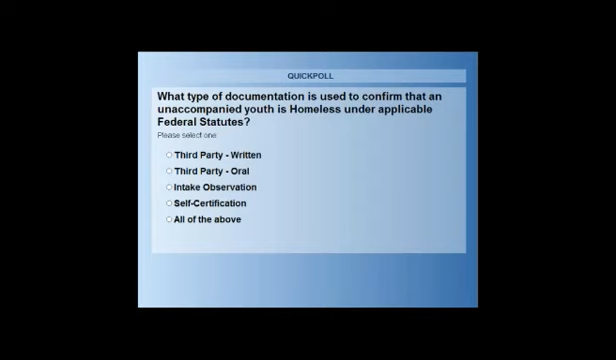 QUICKPOLL
What type of documentation is used to confirm that an
unaccompanied youth is Homeless under applicable
Federal Statutes?
Please select one:
Third Party - Written
Third Party - Oral
Intake Observation
Self-Certification
All of the above